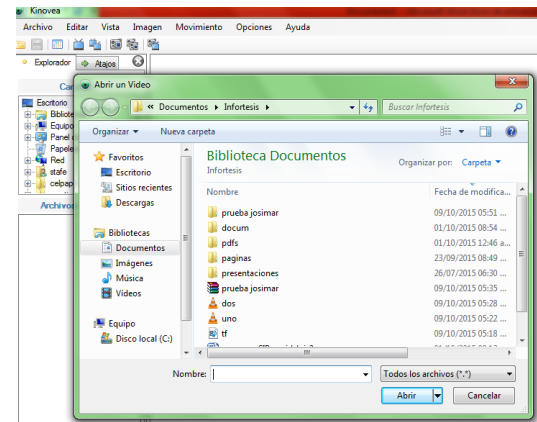 Kinovea
Archivo Editar Vista Imagen Movimiento Opciones Ayuda
Explorador Atajos
Abrir un Video
« Documentos Infortesis
Buscar Infortesis
Organizar Nueva carpeta
Escritorio
Equipo
Panel
Red
stafe
celpap
Archivos
Favoritos
Escritorio
Sitios recientes
Descargas
Bibliotecas
Documentos
Imágenes
Música
Vídeos
Equipo
Disco local (C:)
Biblioteca Documentos
Infortesis
Organizar por: Carpeta
Nombre Fecha de modifica...
prueba josimar 09/10/2015 05:51 ...
docum 01/10/2015 08:54 ...
pdfs 01/10/2015 12:46 a...
paginas 23/09/2015 08:49 ...
presentaciones 26/07/2015 06:30 ...
prueba josimar 09/10/2015 05:35 ...
dos 09/10/2015 05:28 ...
uno 09/10/2015 05:22 ...
tf 09/10/2015 05:18 ...
Nombre:
Todos los archivos (*.*)
Abrir Cancelar